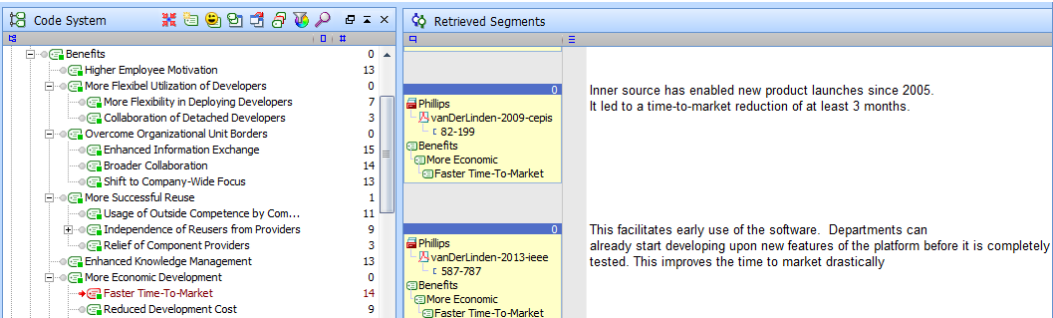 Code System
Retrieved Segments
Benefits 0
Higher Employee Motivation 13
More Flexibel Utilization of Developers 0
More Flexibility in Deploying Developers 7
Collaboration of Detached Developers 3
Overcome Organizational Unit Borders 0
Enhanced Information Exchange 15
Broader Collaboration 14
Shift to Company-Wide Focus 13
More Successful Reuse 1
Usage of Outside Competence by Com... 11
Independence of Reusers from Providers 9
Relief of Component Providers 3
Enhanced Knowledge Management 13
More Economic Development 0
Faster Time-To-Market 14
Reduced Development Cost 9
0
Phillips
vanDerLinden-2009-cepis
82-199
Benefits
More Economic
Faster Time-To-Market
Inner source has enabled new product launches since 2005.
It led to a time-to-market reduction of at least 3 months.
0
Phillips
vanDerLinden-2013-ieee
587-787
Benefits
More Economic
Faster Time-To-Market
This facilitates early use of the software. Departments can
already start developing upon new features of the platform before it is completely
tested. This improves the time to market drastically